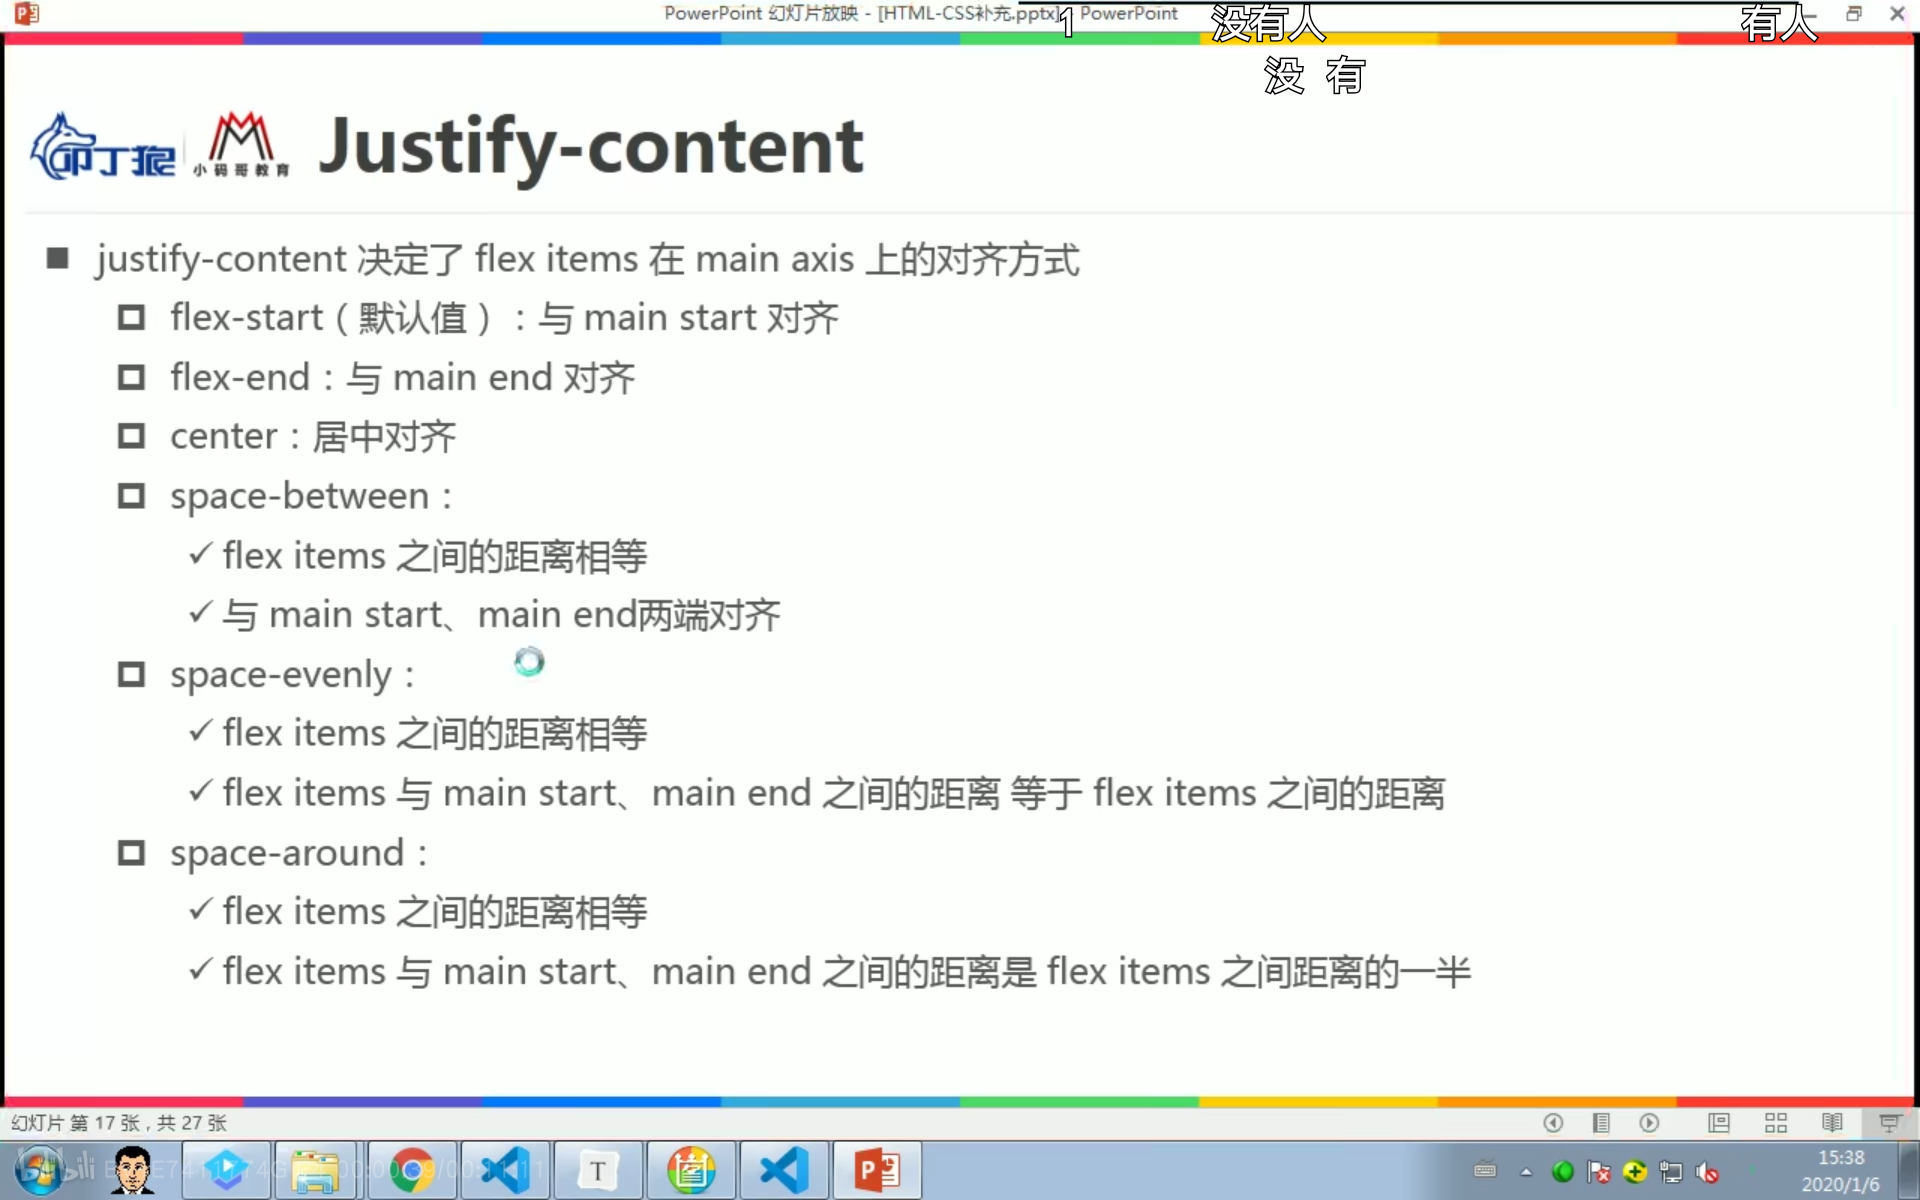 PowerPoint 幻灯片放映 - [HTML-CSS补充.pptx] - PowerPoint
1
没有人
有人
没 有
叩丁狼
小码哥教育
Justify-content
justify-content 决定了 flex items 在 main axis 上的对齐方式
flex-start（默认值）：与 main start 对齐
flex-end：与 main end 对齐
center：居中对齐
space-between：
flex items 之间的距离相等
与 main start、main end两端对齐
space-evenly：
flex items 之间的距离相等
flex items 与 main start、main end 之间的距离 等于 flex items 之间的距离
space-around：
flex items 之间的距离相等
flex items 与 main start、main end 之间的距离是 flex items 之间距离的一半
幻灯片 第 17 张，共 27 张
15:38
2020/1/6